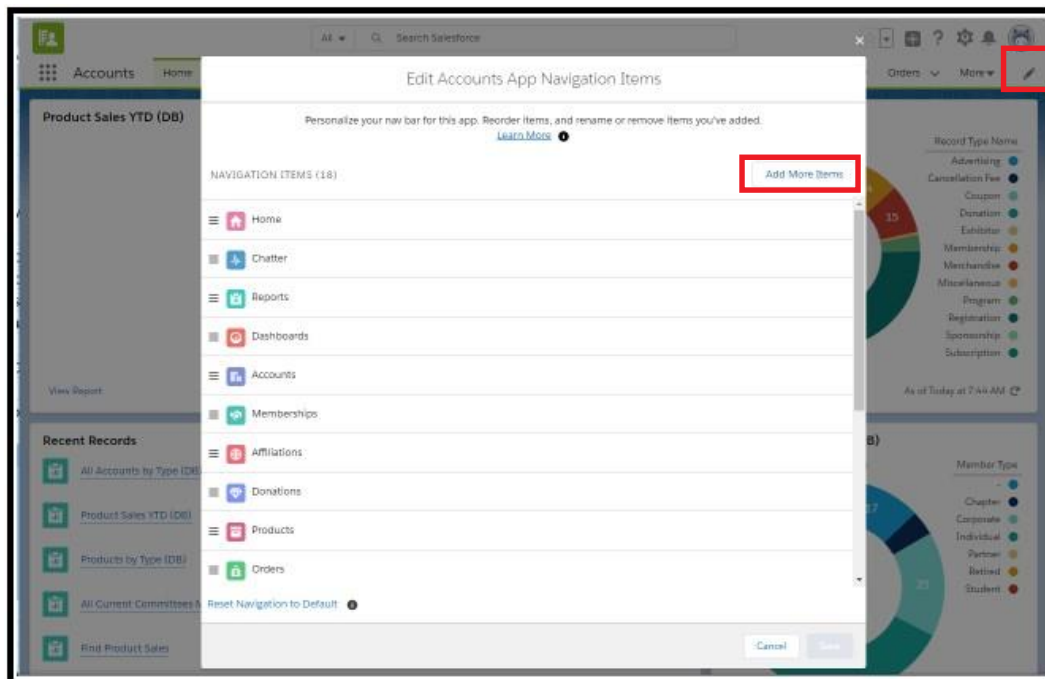 All
Search Salesforce
Accounts
Home
Orders
More
Edit Accounts App Navigation Items
Personalize your nav bar for this app. Reorder items, and rename or remove items you've added.
Learn More
NAVIGATION ITEMS (18)
Add More Items
Home
Chatter
Reports
Dashboards
Accounts
Memberships
Affiliations
Donations
Products
Orders
Reset Navigation to Default
Cancel
Save
Product Sales YTD (DB)
View Report
Record Type Name
Advertising
Cancellation Fee
Coupon
Donation
Exhibitor
Membership
Merchandise
Miscellaneous
Program
Registration
Sponsorship
Subscription
15
As of Today at 7:44 AM
Recent Records
All Accounts by Type (DB
Product Sales YTD (DB)
Products by Type (DB)
All Current Committees M
Find Product Sales
B)
Member Type
-
Chapter
Corporate
Individual
Partner
Retired
Student
17